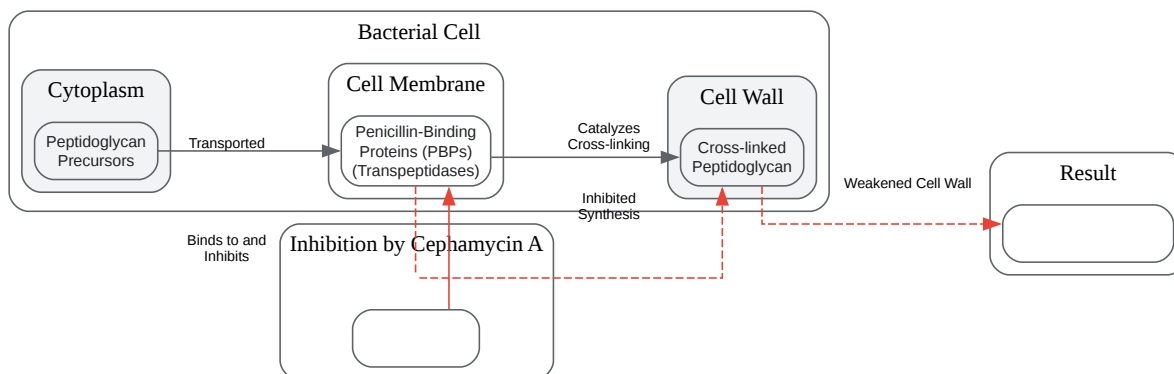 Bacterial Cell
Cytoplasm
Peptidoglycan
Precursors
Transported
Cell Membrane
Penicillin-Binding
Proteins (PBPs)
(Transpeptidases)
Catalyzes
Cross-linking
Cell Wall
Cross-linked
Peptidoglycan
Inhibited
Synthesis
Weakened Cell Wall
Result
Binds to and
Inhibits
Inhibition by Cephamycin A